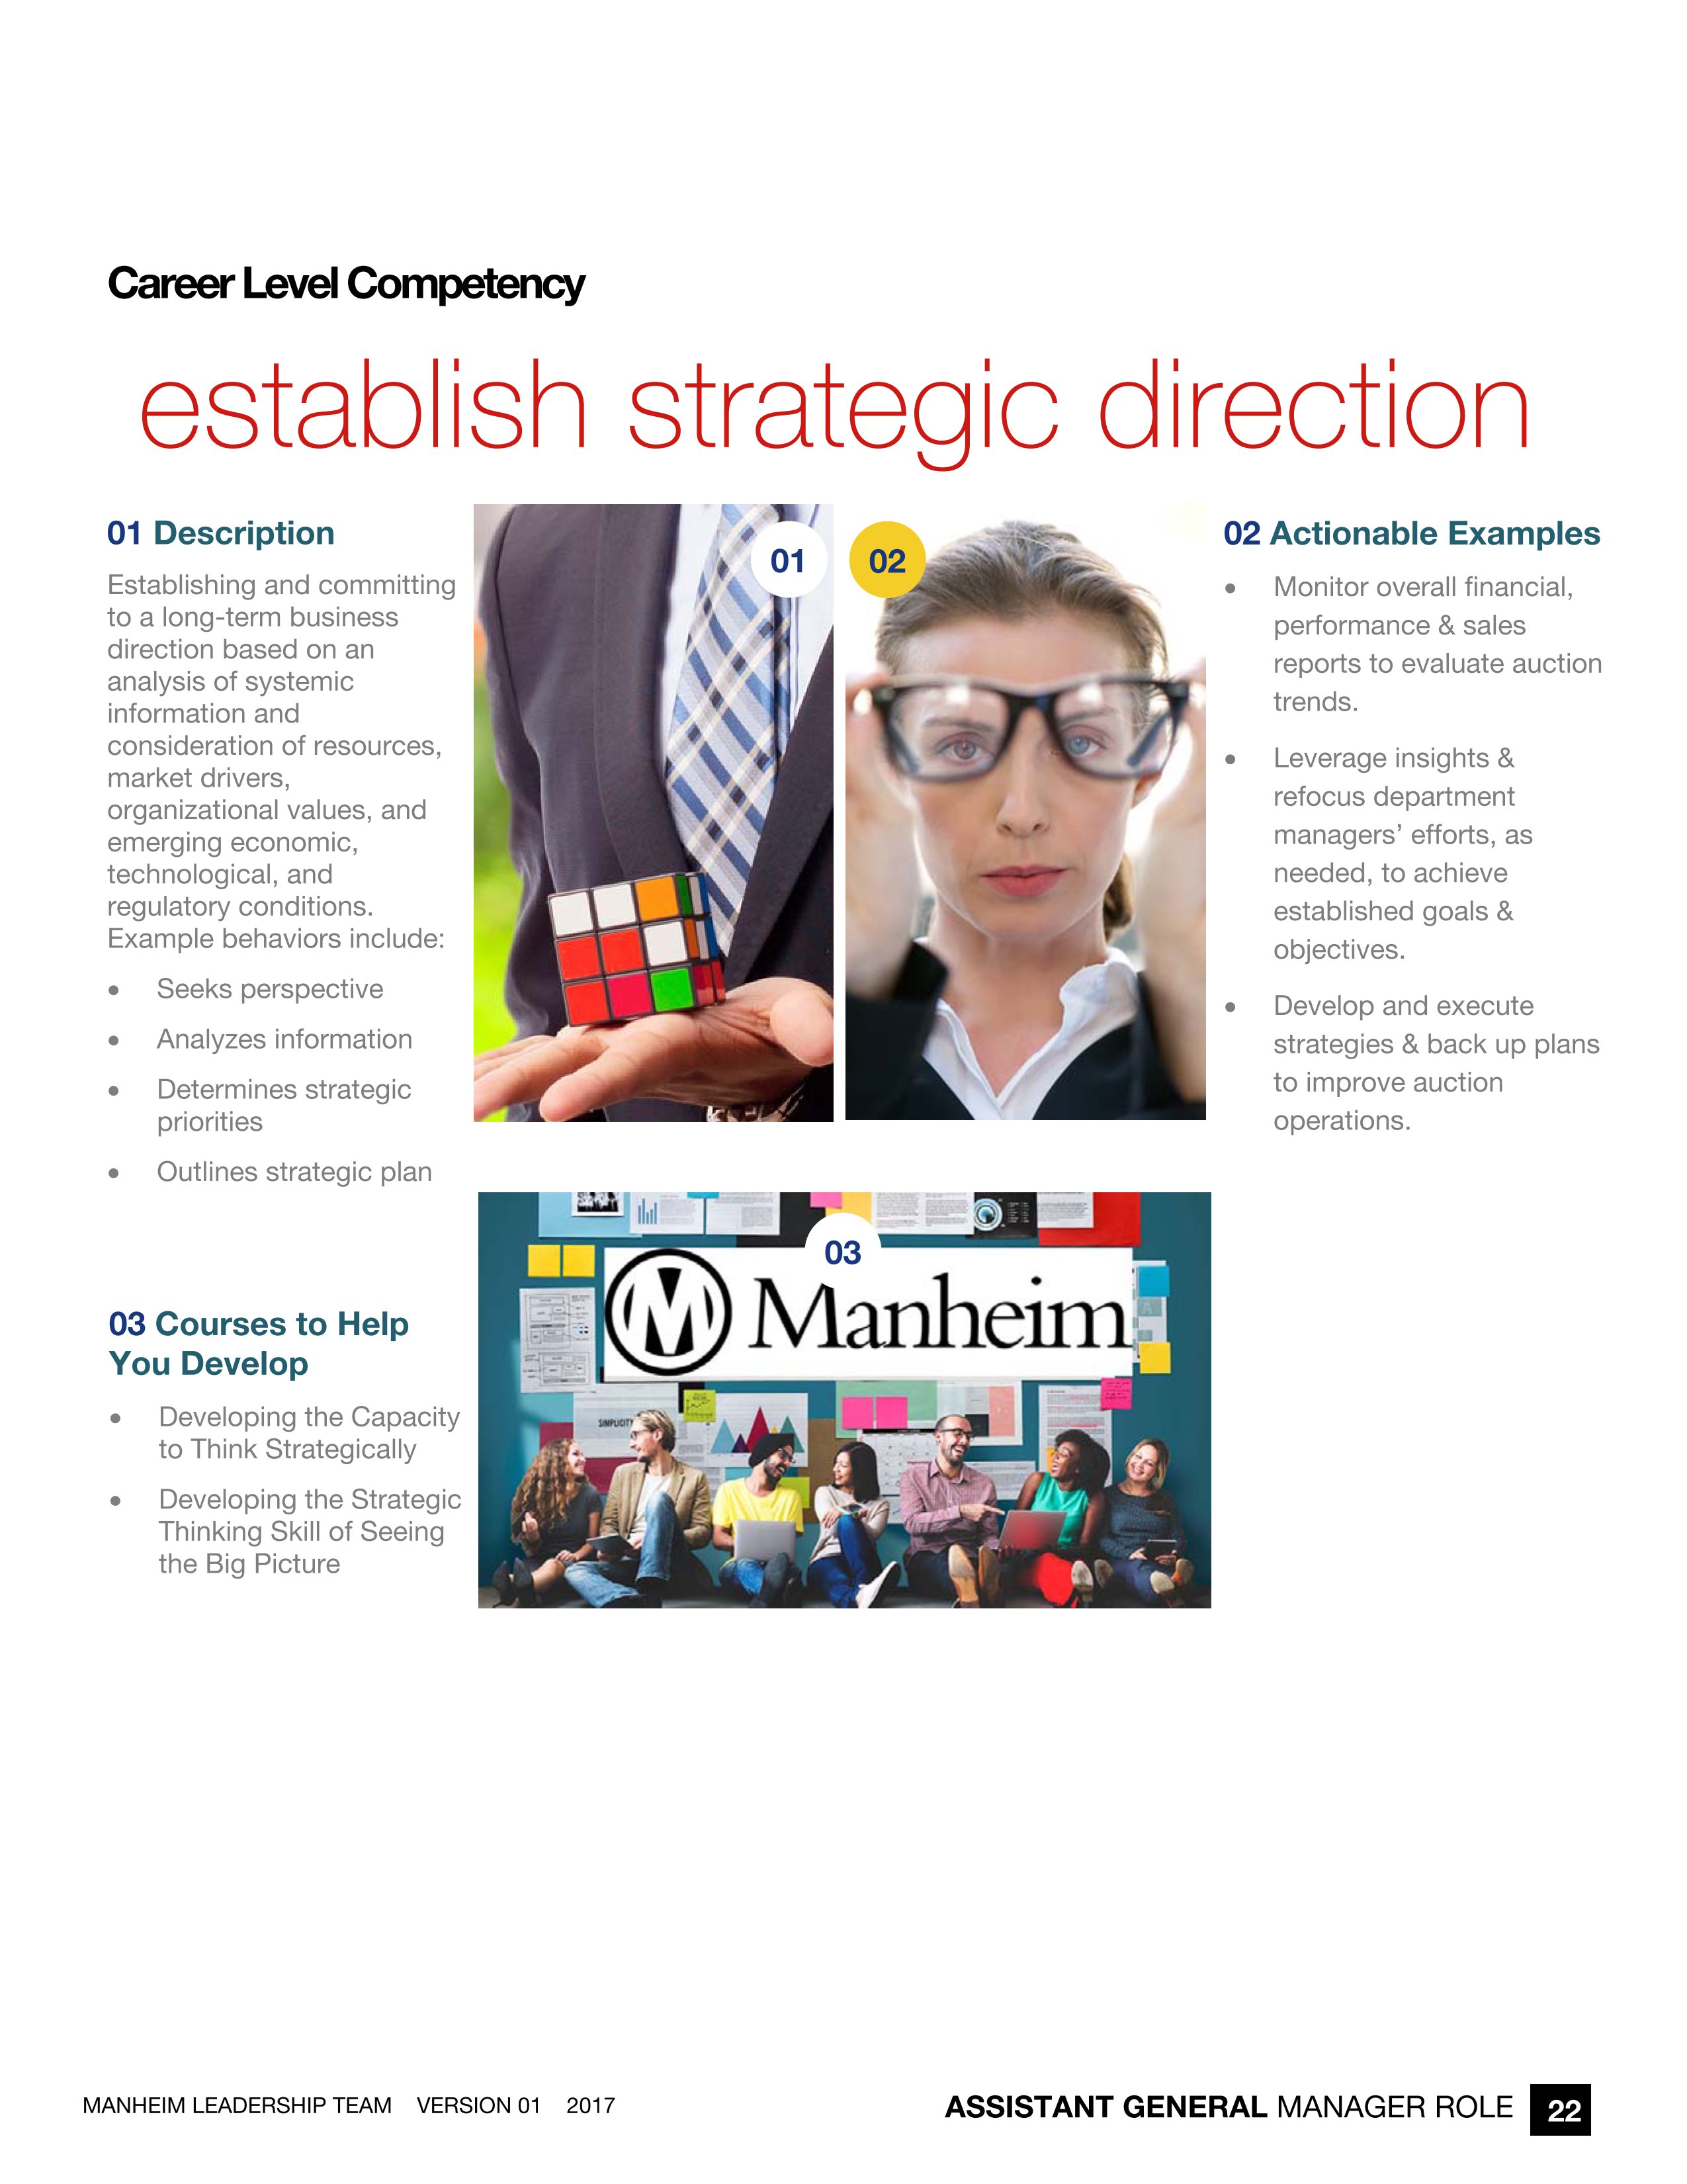 Career Level Competency
establish strategic direction
01 Description
Establishing and committing
to a long-term business
direction based on an
analysis of systemic
information and
consideration of resources,
market drivers,
organizational values, and
emerging economic,
technological, and
regulatory conditions.
Example behaviors include:
• Seeks perspective
• Analyzes information
• Determines strategic
priorities
• Outlines strategic plan
01
02
02 Actionable Examples
• Monitor overall financial,
performance & sales
reports to evaluate auction
trends.
• Leverage insights &
refocus department
managers’ efforts, as
needed, to achieve
established goals &
objectives.
• Develop and execute
strategies & back up plans
to improve auction
operations.
03 Courses to Help
You Develop
• Developing the Capacity
to Think Strategically
• Developing the Strategic
Thinking Skill of Seeing
the Big Picture
03
Manheim
SIMPLICITY
MANHEIM LEADERSHIP TEAM VERSION 01 2017
ASSISTANT GENERAL MANAGER ROLE 22